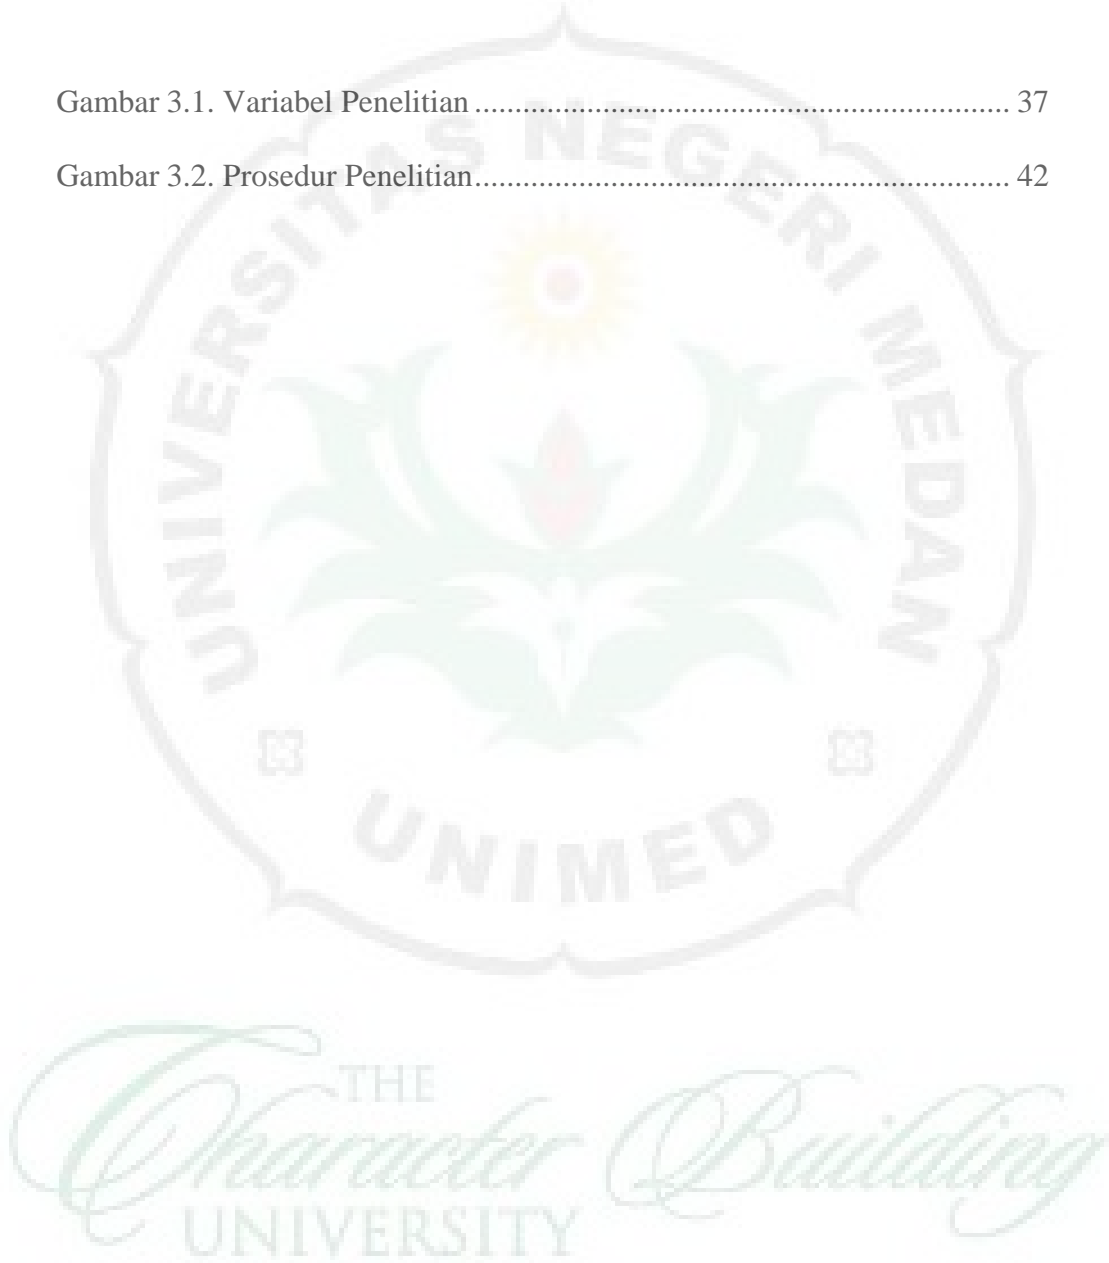 Gambar 3.1. Variabel Penelitian ................................................................. 37
Gambar 3.2. Prosedur Penelitian................................................................. 42
UNIVERSITAS NEGERI MEDAN
UNIMED
THE
Character Building
UNIVERSITY